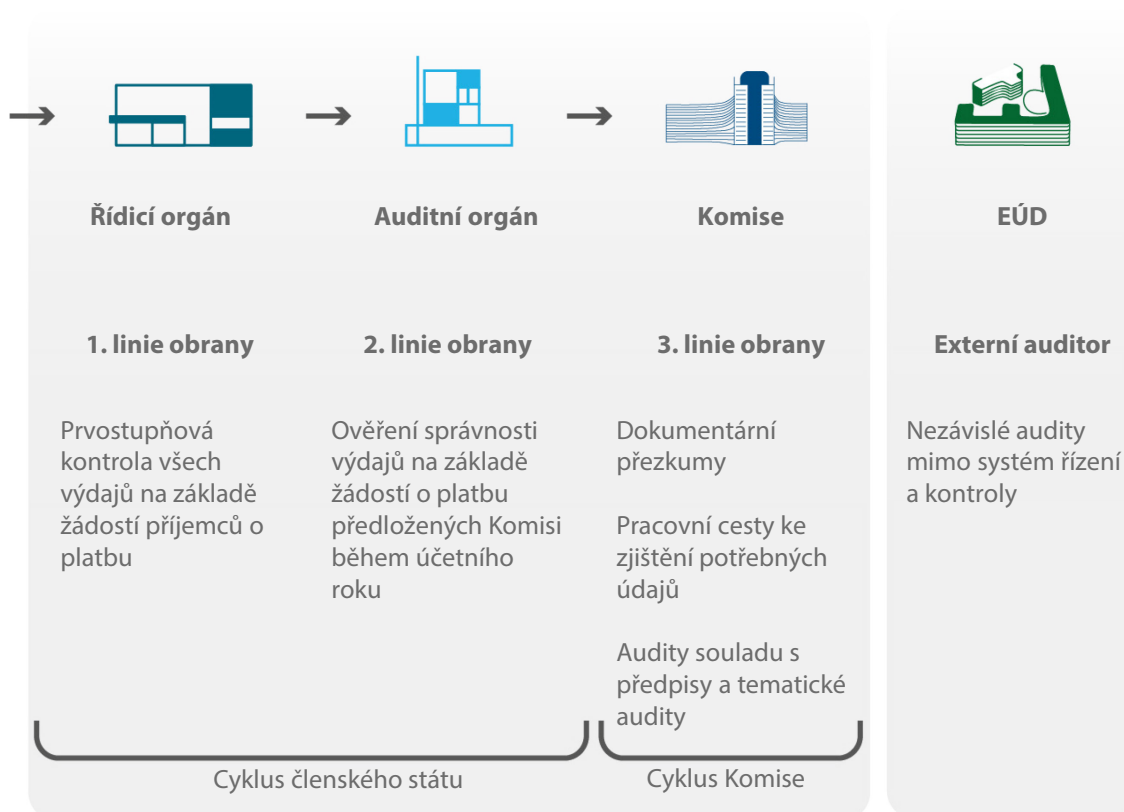 Řídicí orgán
Auditní orgán
Komise
EÚD
1. linie obrany
2. linie obrany
3. linie obrany
Externí auditor
Prvostupňová
kontrola všech
výdajů na základě
žádostí příjemců o
platbu
Ověření správnosti
výdajů na základě
žádostí o platbu
předložených Komisi
během účetního
roku
Dokumentární
přezkumy
Pracovní cesty ke
zjištění potřebných
údajů
Audity souladu s
předpisy a tematické
audity
Nezávislé audity
mimo systém řízení
a kontroly
Cyklus členského státu
Cyklus Komise